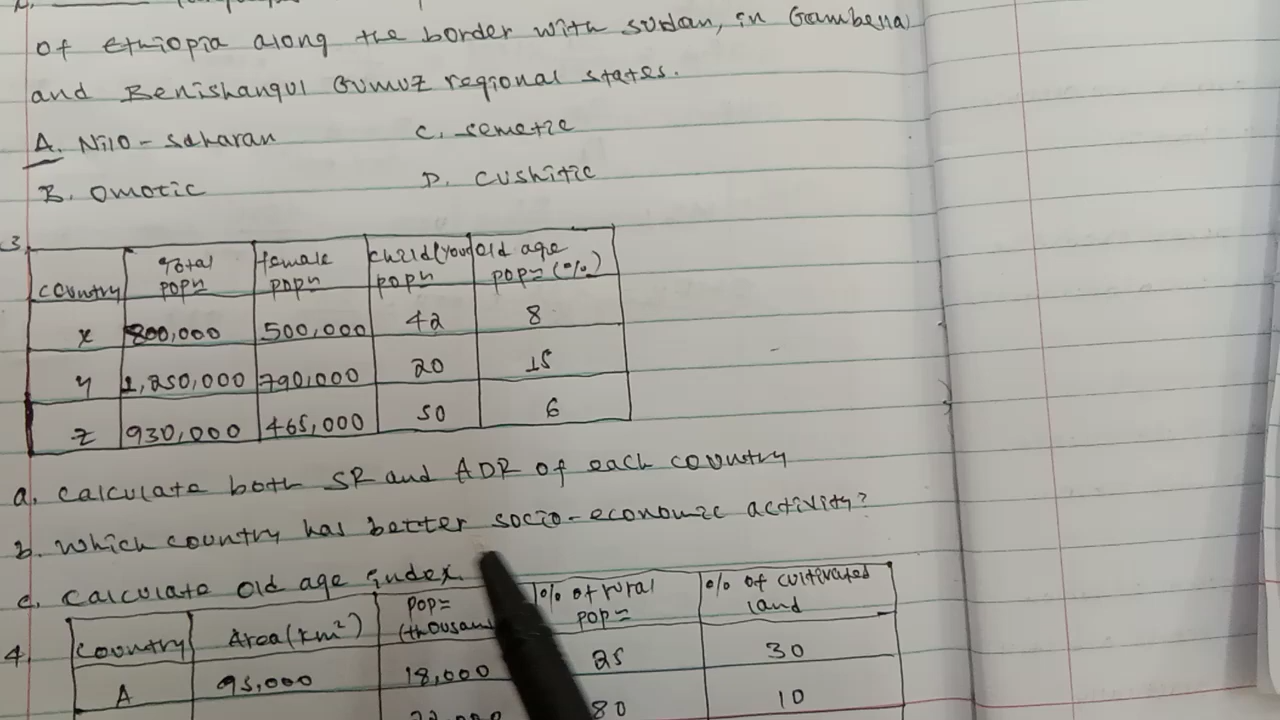 of Ethiopia along the border with sudan, in Gambella
and Benishangul Gumuz regional states.
A. Nilo-saharan C. semetic
B. omotic D. cushitic
3.
country Total popn female popn child(young popn old age popn (%)
x 800,000 500,000 42 8
y 1,250,000 790,000 20 15
z 930,000 465,000 50 6
a. calculate both SR and ADR of each country
b. which country has better socio-economic activity?
c. calculate old age index.
4.
country Area(km²) pop= (thousan % of rural pop= % of cultivated land
A 95,000 18,000 25 30
80 10